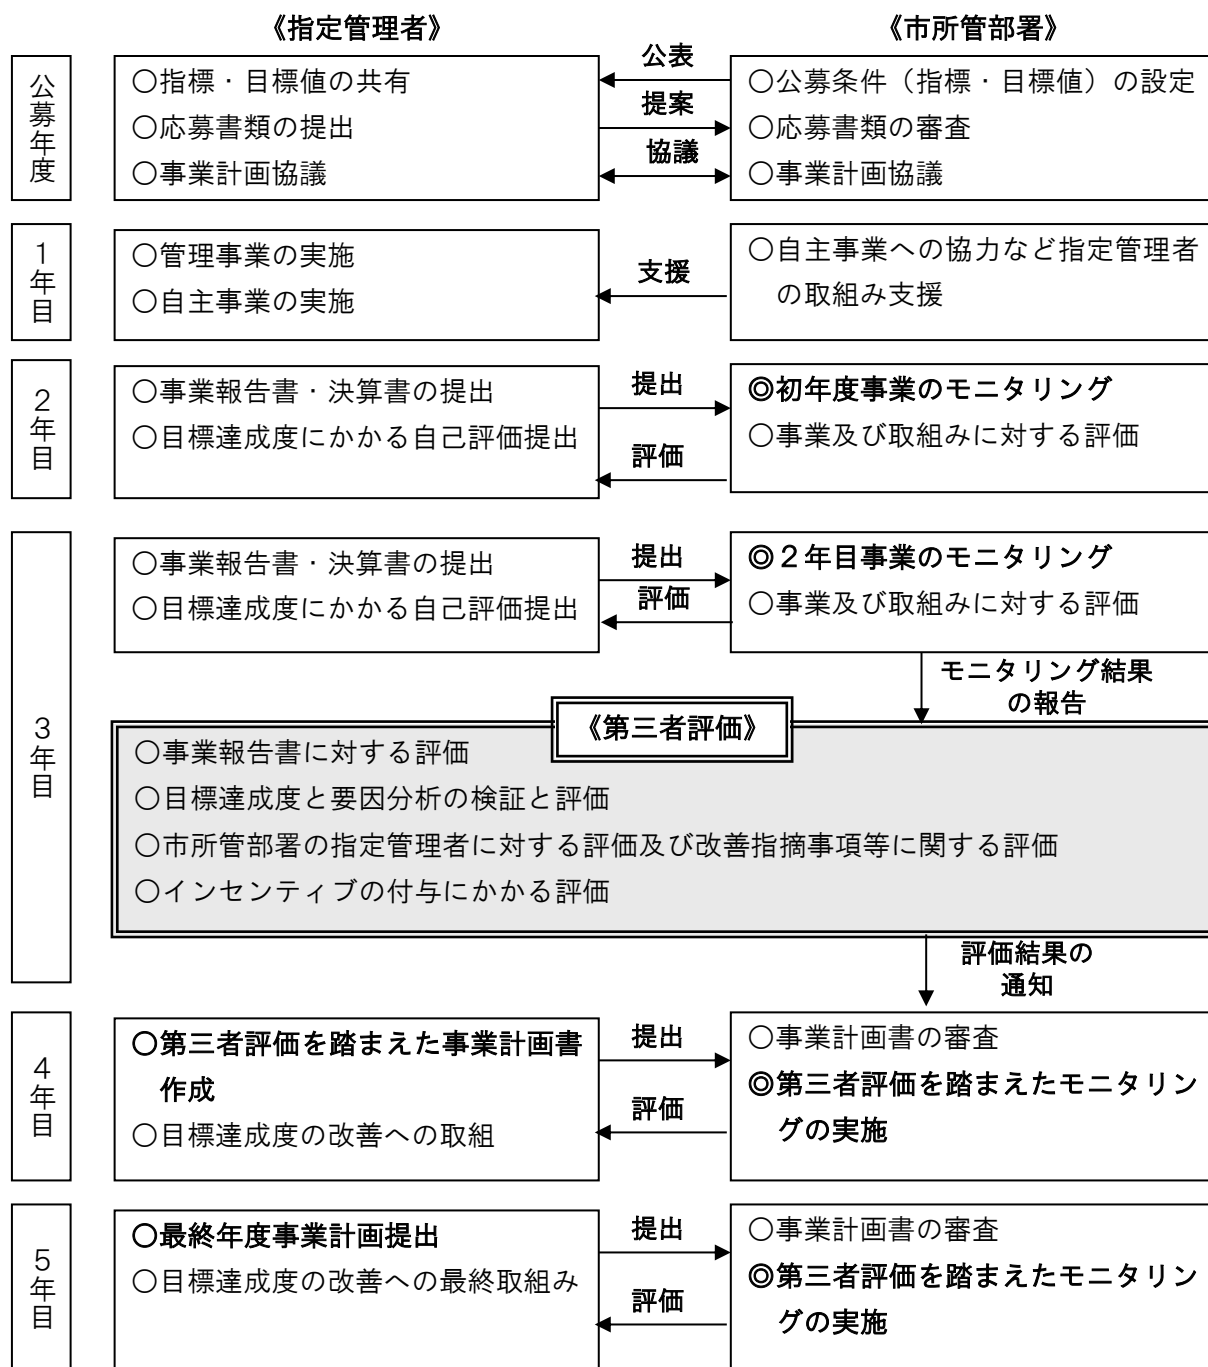 《指定管理者》
《市所管部署》
公募年度
○指標・目標値の共有
○応募書類の提出
○事業計画協議
公表
提案
協議
○公募条件（指標・目標値）の設定
○応募書類の審査
○事業計画協議
1年目
○管理事業の実施
○自主事業の実施
支援
○自主事業への協力など指定管理者
の取組み支援
2年目
○事業報告書・決算書の提出
○目標達成度にかかる自己評価提出
提出
評価
◎初年度事業のモニタリング
○事業及び取組みに対する評価
3年目
○事業報告書・決算書の提出
○目標達成度にかかる自己評価提出
提出
評価
◎２年目事業のモニタリング
○事業及び取組みに対する評価
モニタリング結果
の報告
《第三者評価》
○事業報告書に対する評価
○目標達成度と要因分析の検証と評価
○市所管部署の指定管理者に対する評価及び改善指摘事項等に関する評価
○インセンティブの付与にかかる評価
評価結果の
通知
4年目
○第三者評価を踏まえた事業計画書
作成
○目標達成度の改善への取組
提出
評価
○事業計画書の審査
◎第三者評価を踏まえたモニタリン
グの実施
5年目
○最終年度事業計画提出
○目標達成度の改善への最終取組み
提出
評価
○事業計画書の審査
◎第三者評価を踏まえたモニタリン
グの実施